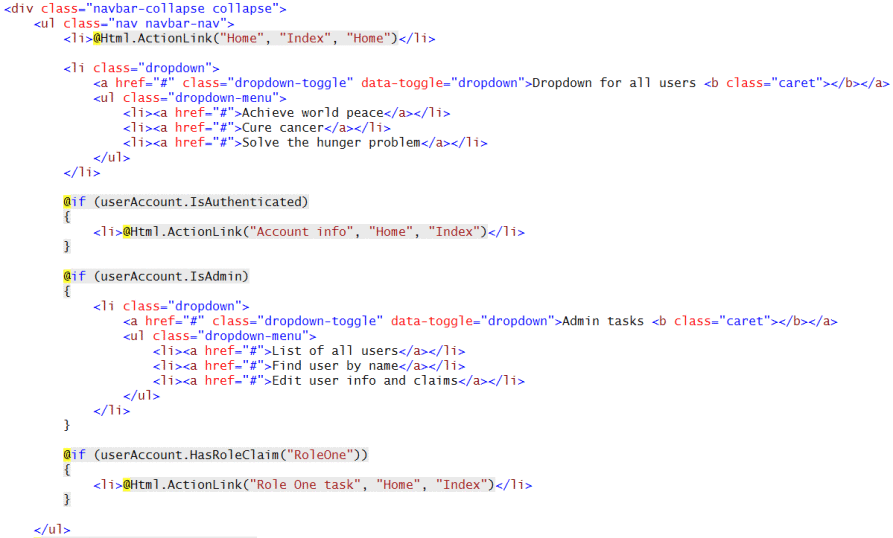 <div class="navbar-collapse collapse">
    <ul class="nav navbar-nav">
        <li>@Html.ActionLink("Home", "Index", "Home")</li>

        <li class="dropdown">
            <a href="#" class="dropdown-toggle" data-toggle="dropdown">Dropdown for all users <b class="caret"></b></a>
            <ul class="dropdown-menu">
                <li><a href="#">Achieve world peace</a></li>
                <li><a href="#">Cure cancer</a></li>
                <li><a href="#">Solve the hunger problem</a></li>
            </ul>
        </li>

        @if (userAccount.IsAuthenticated)
        {
            <li>@Html.ActionLink("Account info", "Home", "Index")</li>
        }

        @if (userAccount.IsAdmin)
        {
            <li class="dropdown">
                <a href="#" class="dropdown-toggle" data-toggle="dropdown">Admin tasks <b class="caret"></b></a>
                <ul class="dropdown-menu">
                    <li><a href="#">List of all users</a></li>
                    <li><a href="#">Find user by name</a></li>
                    <li><a href="#">Edit user info and claims</a></li>
                </ul>
            </li>
        }

        @if (userAccount.HasRoleClaim("RoleOne"))
        {
            <li>@Html.ActionLink("Role One task", "Home", "Index")</li>
        }

    </ul>